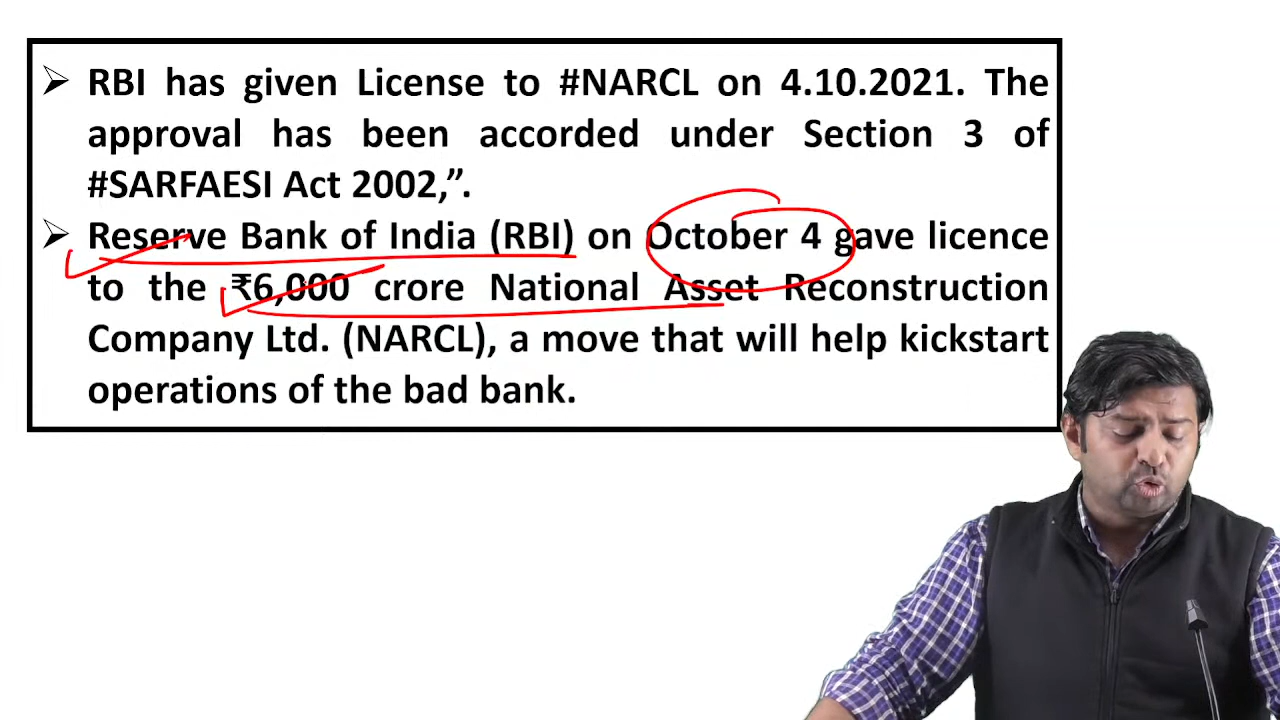 ➢ RBI has given License to #NARCL on 4.10.2021. The
approval has been accorded under Section 3 of
#SARFAESI Act 2002,”.
➢ Reserve Bank of India (RBI) on October 4 gave licence
to the ₹6,000 crore National Asset Reconstruction
Company Ltd. (NARCL), a move that will help kickstart
operations of the bad bank.